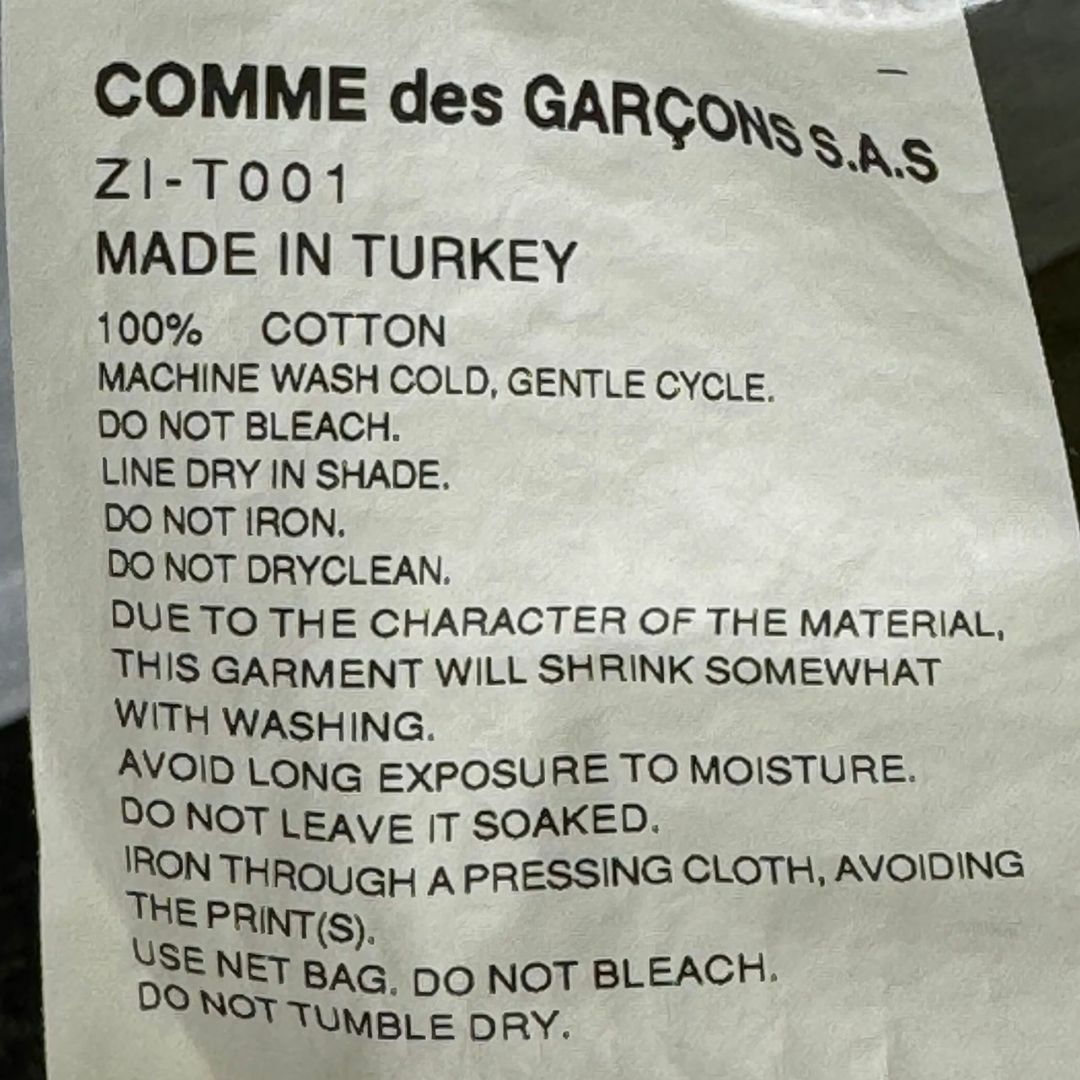 COMME des GARÇONS S.A.S
ZI-T001
MADE IN TURKEY
100% COTTON
MACHINE WASH COLD, GENTLE CYCLE.
DO NOT BLEACH.
LINE DRY IN SHADE.
DO NOT IRON.
DO NOT DRYCLEAN.
DUE TO THE CHARACTER OF THE MATERIAL,
THIS GARMENT WILL SHRINK SOMEWHAT
WITH WASHING.
AVOID LONG EXPOSURE TO MOISTURE.
DO NOT LEAVE IT SOAKED.
IRON THROUGH A PRESSING CLOTH, AVOIDING
THE PRINT(S).
USE NET BAG. DO NOT BLEACH.
DO NOT TUMBLE DRY.